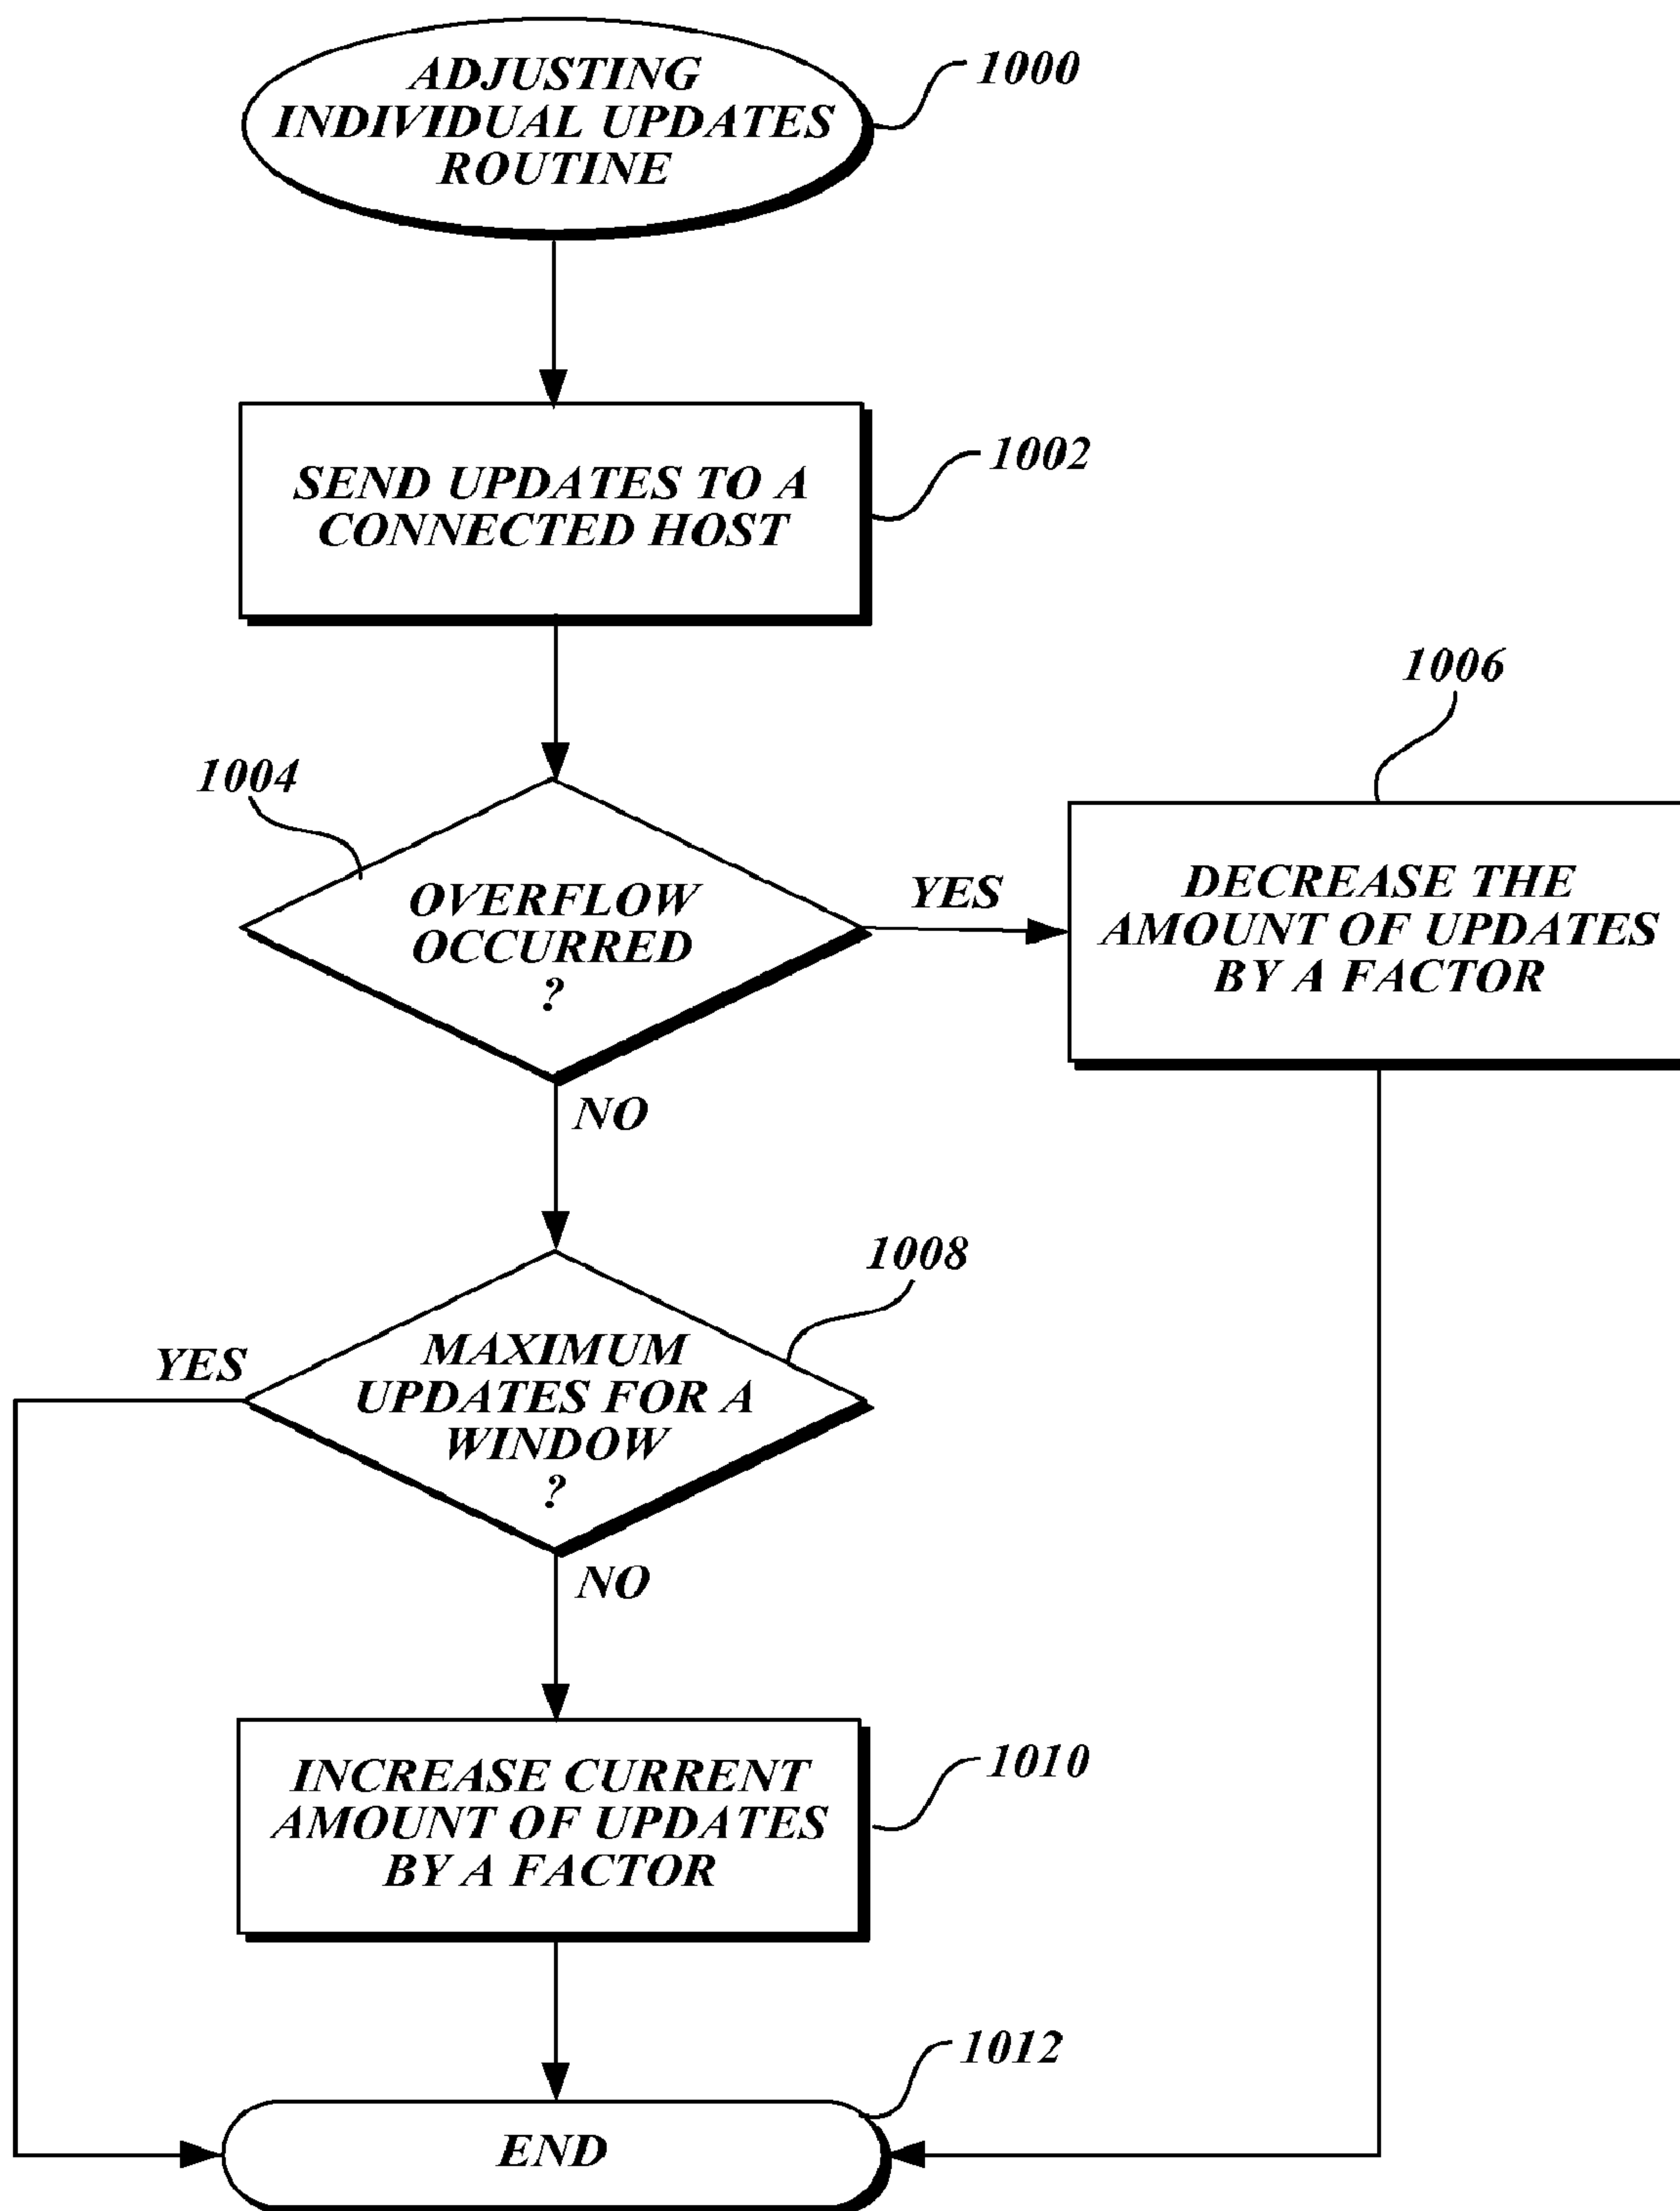 ADJUSTING
INDIVIDUAL UPDATES
ROUTINE
1000
SEND UPDATES TO A
CONNECTED HOST
1002
1004
OVERFLOW
OCCURRED
?
YES
1006
DECREASE THE
AMOUNT OF UPDATES
BY A FACTOR
NO
1008
MAXIMUM
UPDATES FOR A
WINDOW
?
YES
NO
INCREASE CURRENT
AMOUNT OF UPDATES
BY A FACTOR
1010
1012
END